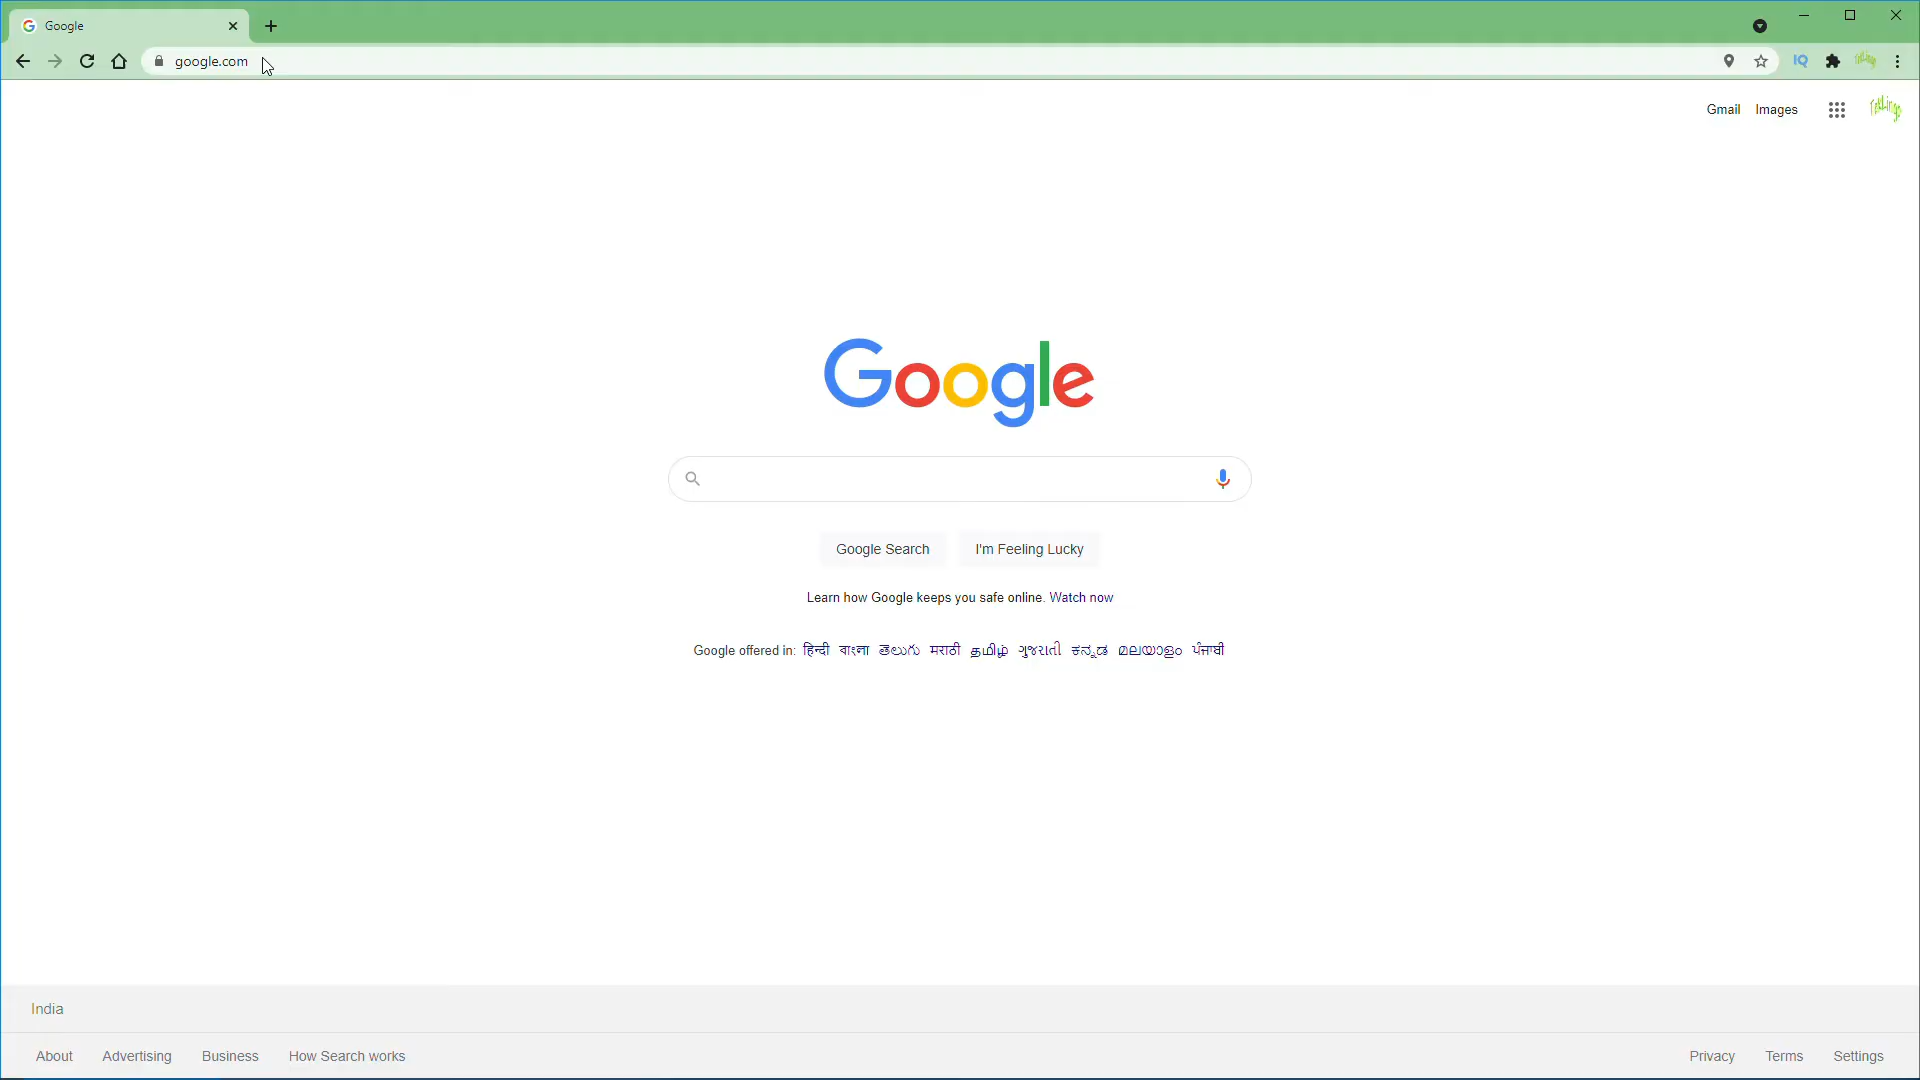 Google
google.com
IQ
Gmail Images
Google
Google Search I'm Feeling Lucky
Learn how Google keeps you safe online. Watch now
Google offered in: हिन्दी বাংলা తెలుగు मराठी தமிழ் ગુજરાતી ಕನ್ನಡ മലയാളം ਪੰਜਾਬੀ
India
About Advertising Business How Search works Privacy Terms Settings